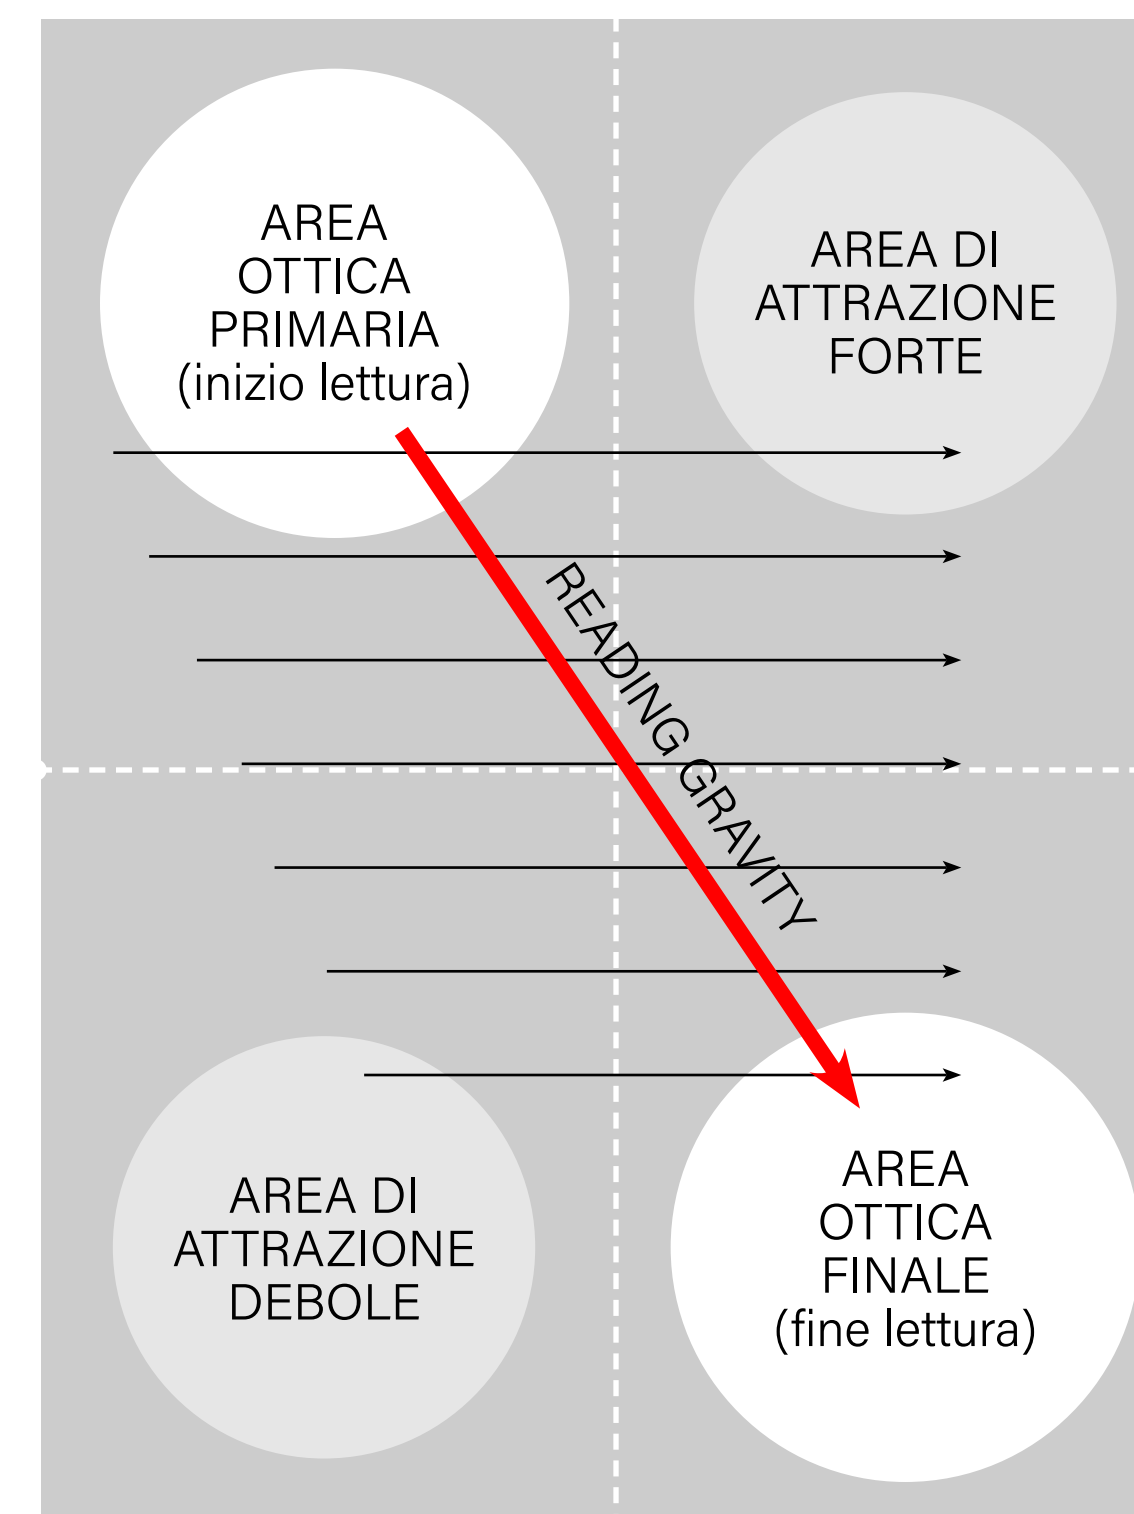 AREA
OTTICA
PRIMARIA
(inizio lettura)
AREA DI
ATTRAZIONE
FORTE
READING GRAVITY
AREA DI
ATTRAZIONE
DEBOLE
AREA
OTTICA
FINALE
(fine lettura)